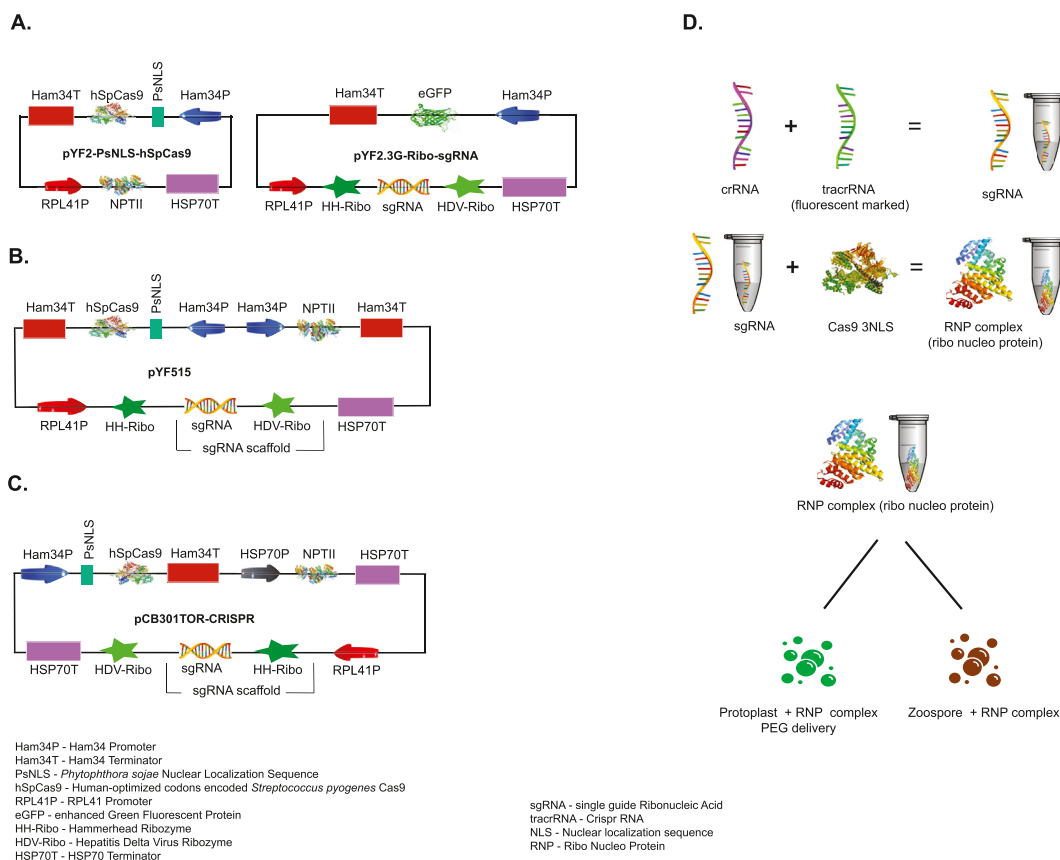 A.
Ham34T
hSpCas9
PsNLS
Ham34P
pYF2-PsNLS-hSpCas9
RPL41P
NPTII
HSP70T
Ham34T
eGFP
Ham34P
pYF2.3G-Ribo-sgRNA
RPL41P
HH-Ribo
sgRNA
HDV-Ribo
HSP70T
B.
Ham34T
hSpCas9
PsNLS
Ham34P
Ham34P
NPTII
Ham34T
pYF515
RPL41P
HH-Ribo
sgRNA
HDV-Ribo
HSP70T
sgRNA scaffold
C.
Ham34P
PsNLS
hSpCas9
Ham34T
HSP70P
NPTII
HSP70T
pCB301TOR-CRISPR
HSP70T
HDV-Ribo
sgRNA
HH-Ribo
RPL41P
sgRNA scaffold
Ham34P - Ham34 Promoter
Ham34T - Ham34 Terminator
PsNLS - Phytophthora sojae Nuclear Localization Sequence
hSpCas9 - Human-optimized codons encoded Streptococcus pyogenes Cas9
RPL41P - RPL41 Promoter
eGFP - enhanced Green Fluorescent Protein
HH-Ribo - Hammerhead Ribozyme
HDV-Ribo - Hepatitis Delta Virus Ribozyme
HSP70T - HSP70 Terminator
D.
+
=
crRNA
tracrRNA
(fluorescent marked)
sgRNA
+
=
sgRNA
Cas9 3NLS
RNP complex
(ribo nucleo protein)
RNP complex (ribo nucleo protein)
Protoplast + RNP complex
PEG delivery
Zoospore + RNP complex
sgRNA - single guide Ribonucleic Acid
tracrRNA - Crispr RNA
NLS - Nuclear localization sequence
RNP - Ribo Nucleo Protein